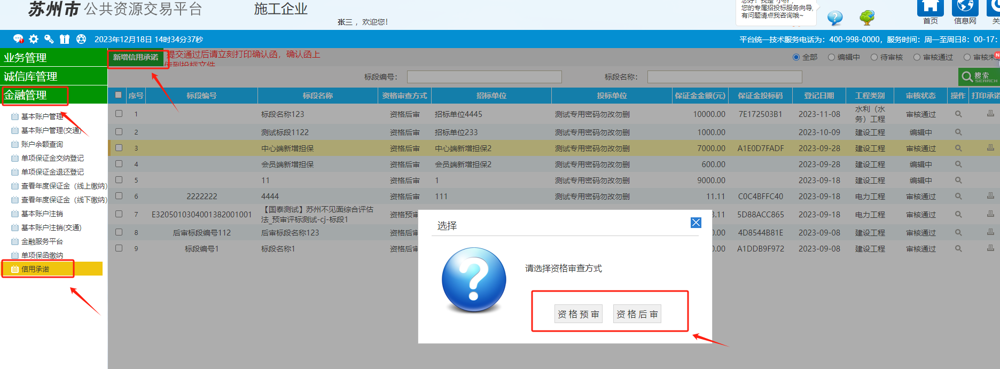 苏州市公共资源交易平台
施工企业
张三 ，欢迎您！
您的专属招投标服务向导,
有问题请点我咨询哦~
首页
信息网
2023年12月18日 14时34分37秒
平台统一技术服务电话为：400-998-0000，服务时间：周一至周日8：00-17：
业务管理
诚信库管理
金融管理
基本账户管理
基本账户管理(交通)
账户余额查询
单项保证金交纳登记
单项保证金退还登记
查看年度保证金（线上缴纳）
查看年度保证金（线下缴纳）
基本账户注销
基本账户注销(交通)
金融服务平台
单项保函缴纳
信用承诺
新增信用承诺
提交通过后请立刻打印确认函，确认函上
传到投标文件
全部 编辑中 待审核 审核通过 审核未
标段编号： 标段名称： 搜索 SEARCH
序号 标段编号 标段名称 资格审查方式 招标单位 投标单位 保证金金额(元) 保证金投标码 登记日期 工程类别 审核状态 操作 打印承诺
1 标段名称123 资格后审 招标单位4445 测试专用密码勿改勿删 10000.00 7E172503B1 2023-11-08 水利（水务）工程 审核通过
2 测试标段1122 资格后审 招标单位233 测试专用密码勿改勿删 1000.00 2023-10-09 建设工程 编辑中
3 中心端新增担保 资格后审 中心端新增担保2 测试专用密码勿改勿删 7000.00 A1E0D7FADF 2023-09-28 建设工程 审核通过
4 会员端新增担保 资格后审 会员端新增担保2 测试专用密码勿改勿删 600.00 2023-09-28 建设工程 编辑中
5 11 资格后审 1 测试专用密码勿改勿删 9000.00 2023-09-18 建设工程 编辑中
6 2222222 4444 资格后审 111 测试专用密码勿改勿删 11.11 C0C4BFFC40 2023-09-18 电力工程 审核通过
7 E3205010304001382001001 【国泰测试】苏州不见面综合评估法_预审评标测试-cj-标段1 资格预审 3.11 5D88ACC865 2023-09-18 电力工程 审核通过
8 后审标段编号112 后审标段名称123 资格后审 0.00 4D8544B81E 2023-09-08 建设工程 审核通过
9 标段编号1 标段名称1 资格后审 0.00 A1DDB9F972 2023-09-08 建设工程 审核通过
选择
请选择资格审查方式
资格预审 资格后审